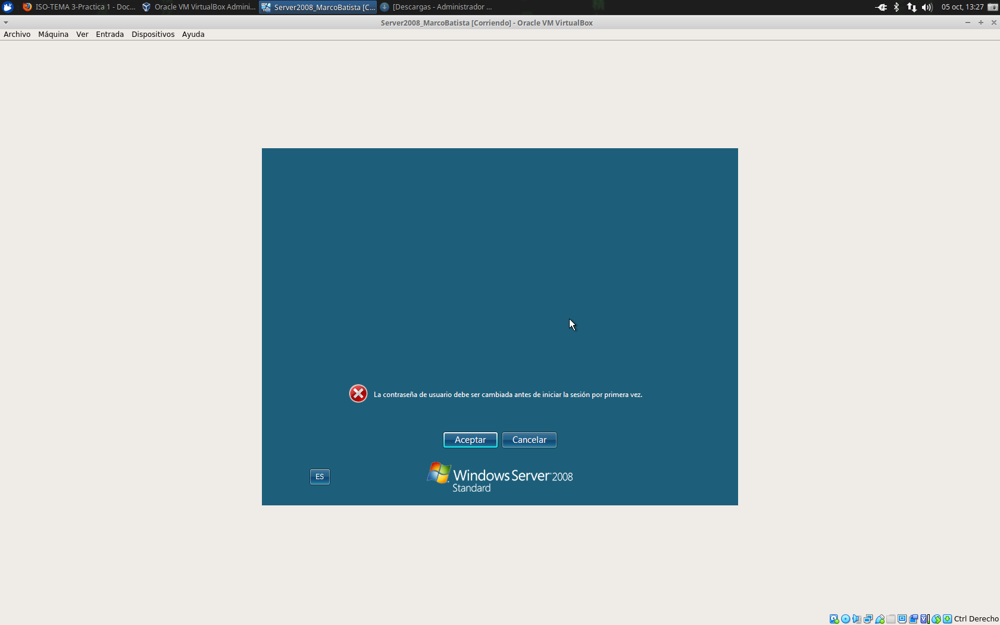 ISO-TEMA 3-Practica 1 - Doc... Oracle VM VirtualBox Admini... Server2008_MarcoBatista [C... [Descargas - Administrador ... 05 oct, 13:27
Server2008_MarcoBatista [Corriendo] - Oracle VM VirtualBox
Archivo Máquina Ver Entrada Dispositivos Ayuda
La contraseña de usuario debe ser cambiada antes de iniciar la sesión por primera vez.
Aceptar Cancelar
ES
Windows Server 2008
Standard
Ctrl Derecho